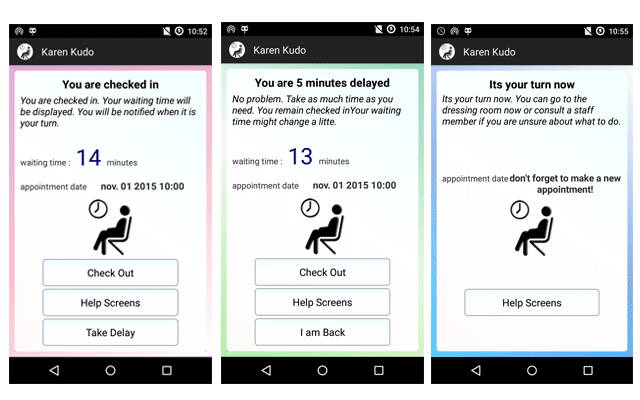 10:52
Karen Kudo
You are checked in
You are checked in. Your waiting time will
be displayed. You will be notified when it is
your turn.
waiting time : 14 minutes
appointment date nov. 01 2015 10:00
Check Out
Help Screens
Take Delay
10:54
Karen Kudo
You are 5 minutes delayed
No problem. Take as much time as you
need. You remain checked inYour waiting
time might change a litte.
waiting time : 13 minutes
appointment date nov. 01 2015 10:00
Check Out
Help Screens
I am Back
10:55
Karen Kudo
Its your turn now
Its your turn now. You can go to the
dressing room now or consult a staff
member if you are unsure about what to do.
appointment date don't forget to make a new
appointment!
Help Screens